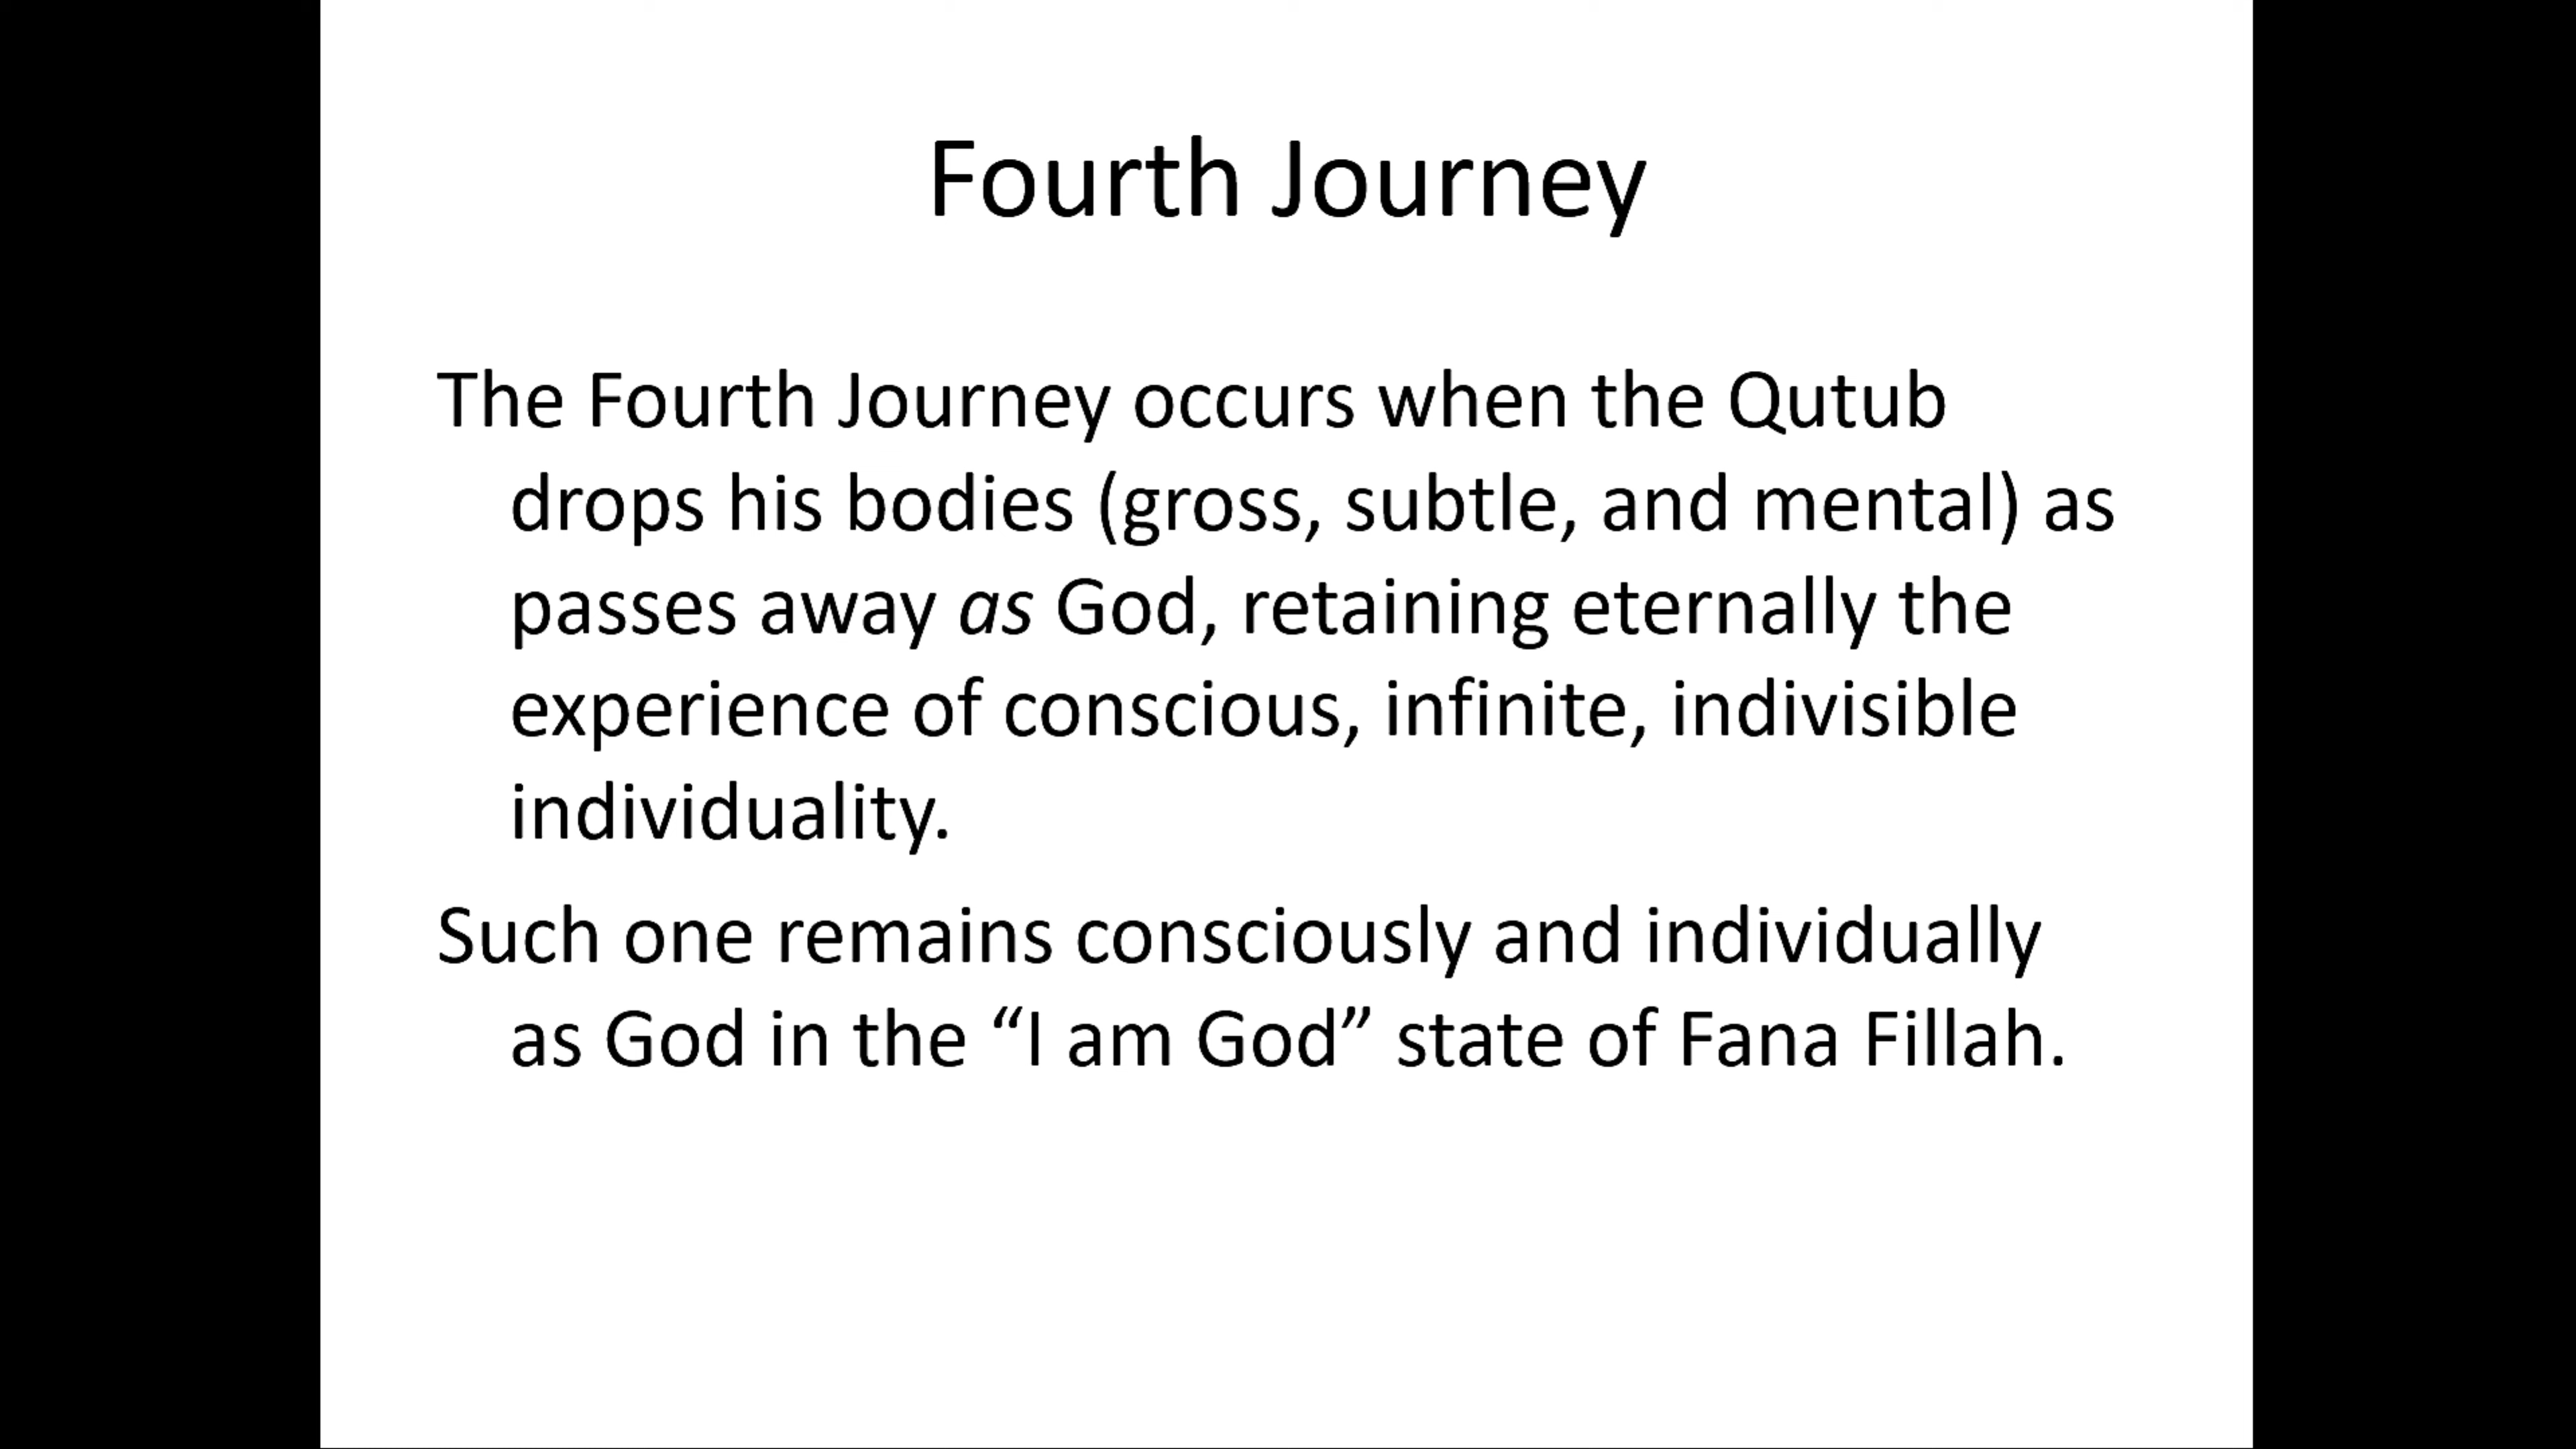 Fourth Journey
The Fourth Journey occurs when the Qutub
drops his bodies (gross, subtle, and mental) as
passes away as God, retaining eternally the
experience of conscious, infinite, indivisible
individuality.
Such one remains consciously and individually
as God in the “I am God” state of Fana Fillah.